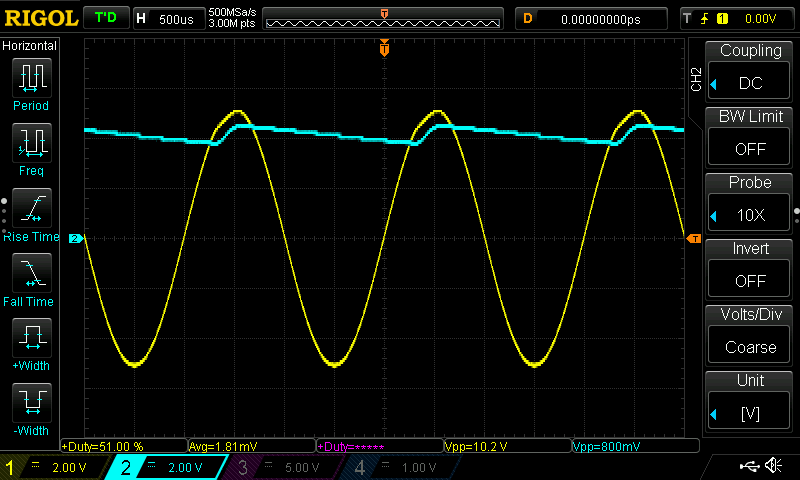 RIGOL T'D H 500us 500MSa/s 3.00M pts T D 0.00000000ps T 1 0.00V
Horizontal
Period
Freq
Rise Time
Fall Time
+Width
-Width
T
2
T
CH2
Coupling
DC
BW Limit
OFF
Probe
10X
Invert
OFF
Volts/Div
Coarse
Unit
[V]
+Duty=51.00 % Avg=1.81mV +Duty=***** Vpp=10.2 V Vpp=800mV
1 2.00 V 2 2.00 V 3 5.00 V 4 1.00 V